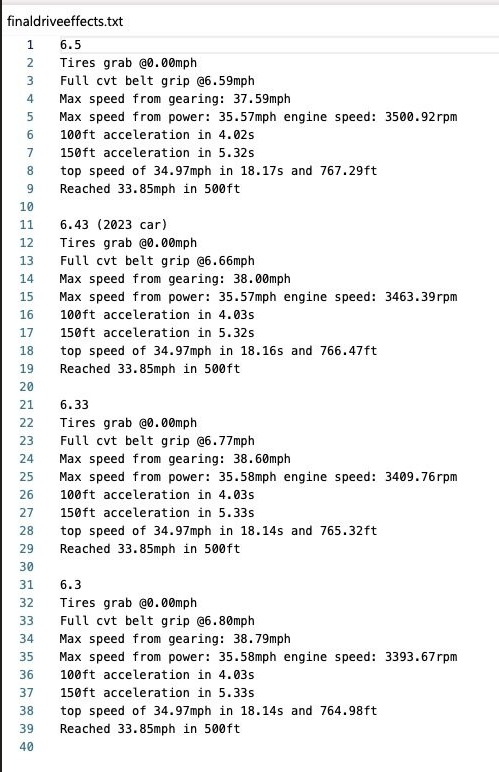 finaldriveeffects.txt
1 6.5
2 Tires grab @0.00mph
3 Full cvt belt grip @6.59mph
4 Max speed from gearing: 37.59mph
5 Max speed from power: 35.57mph engine speed: 3500.92rpm
6 100ft acceleration in 4.02s
7 150ft acceleration in 5.32s
8 top speed of 34.97mph in 18.17s and 767.29ft
9 Reached 33.85mph in 500ft
10
11 6.43 (2023 car)
12 Tires grab @0.00mph
13 Full cvt belt grip @6.66mph
14 Max speed from gearing: 38.00mph
15 Max speed from power: 35.57mph engine speed: 3463.39rpm
16 100ft acceleration in 4.03s
17 150ft acceleration in 5.32s
18 top speed of 34.97mph in 18.16s and 766.47ft
19 Reached 33.85mph in 500ft
20
21 6.33
22 Tires grab @0.00mph
23 Full cvt belt grip @6.77mph
24 Max speed from gearing: 38.60mph
25 Max speed from power: 35.58mph engine speed: 3409.76rpm
26 100ft acceleration in 4.03s
27 150ft acceleration in 5.33s
28 top speed of 34.97mph in 18.14s and 765.32ft
29 Reached 33.85mph in 500ft
30
31 6.3
32 Tires grab @0.00mph
33 Full cvt belt grip @6.80mph
34 Max speed from gearing: 38.79mph
35 Max speed from power: 35.58mph engine speed: 3393.67rpm
36 100ft acceleration in 4.03s
37 150ft acceleration in 5.33s
38 top speed of 34.97mph in 18.14s and 764.98ft
39 Reached 33.85mph in 500ft
40